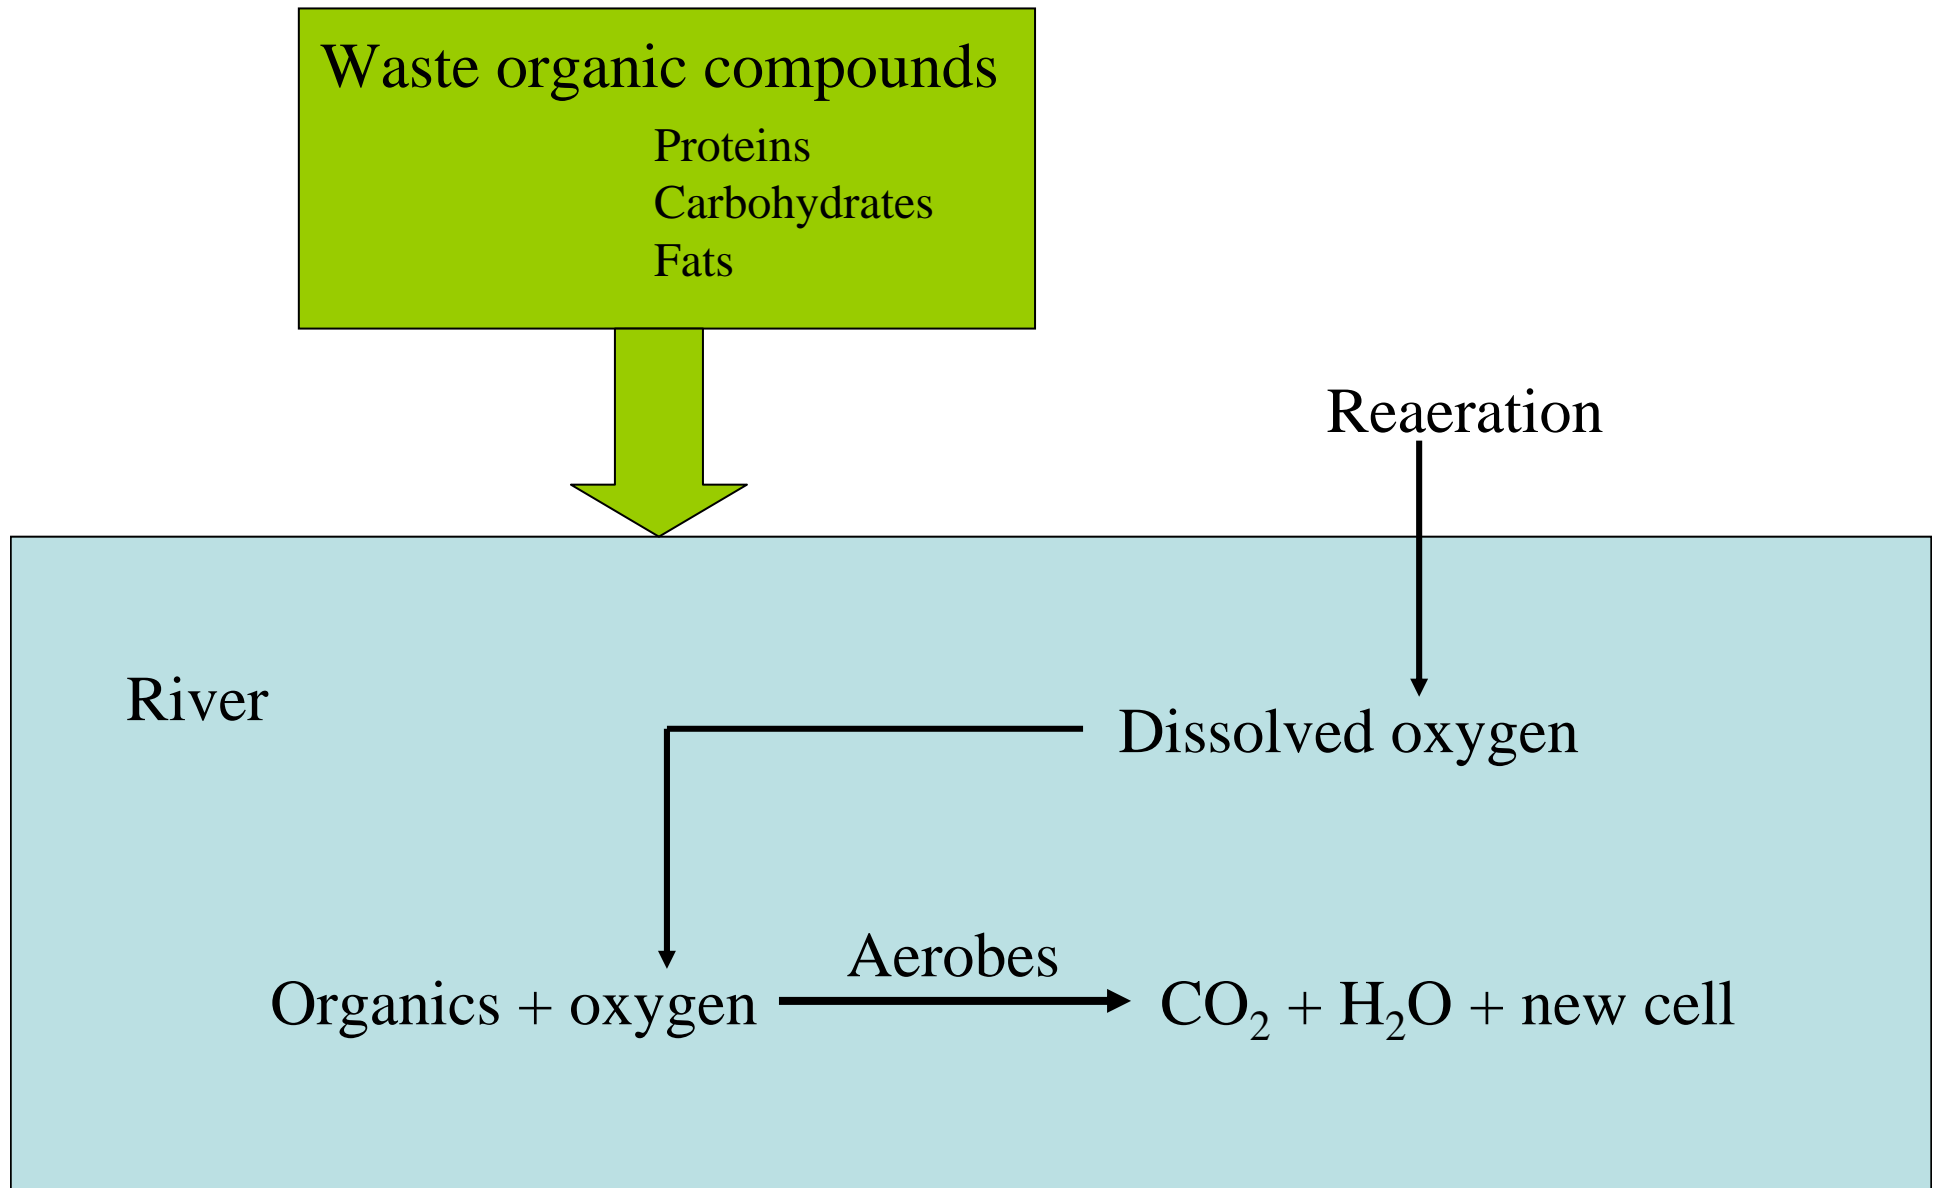 Waste organic compounds
Proteins
Carbohydrates
Fats
Reaeration
River
Dissolved oxygen
Aerobes
Organics + oxygen
CO₂ + H₂O + new cell